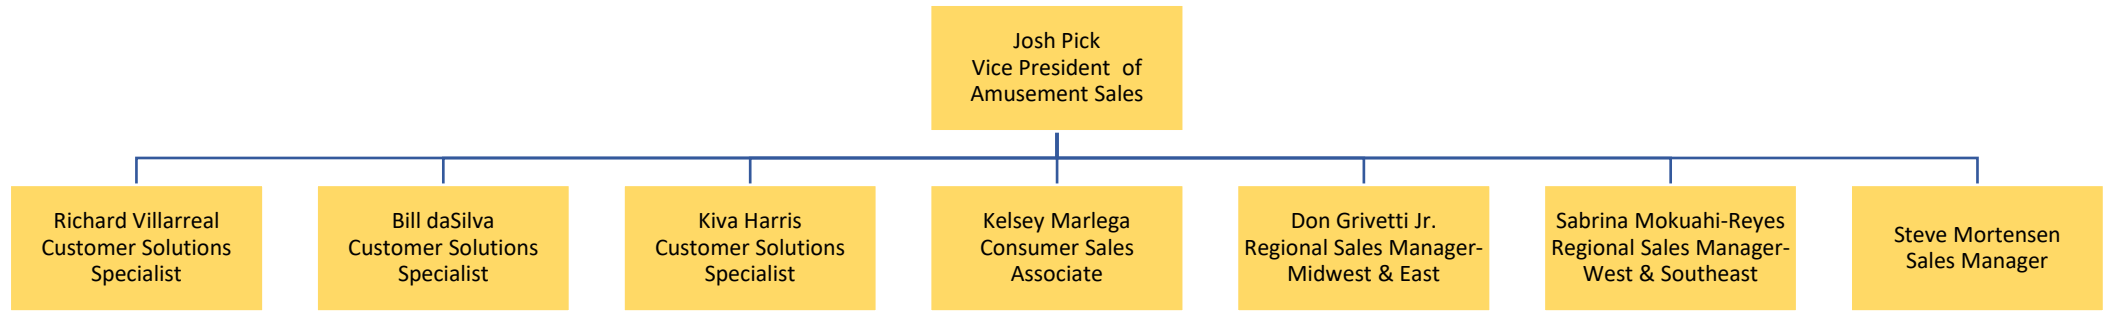 Josh Pick
Vice President  of
Amusement Sales
Richard Villarreal
Customer Solutions
Specialist
Bill daSilva
Customer Solutions
Specialist
Kiva Harris
Customer Solutions
Specialist
Kelsey Marlega
Consumer Sales
Associate
Don Grivetti Jr.
Regional Sales Manager-
Midwest & East
Sabrina Mokuahi-Reyes
Regional Sales Manager-
West & Southeast
Steve Mortensen
Sales Manager